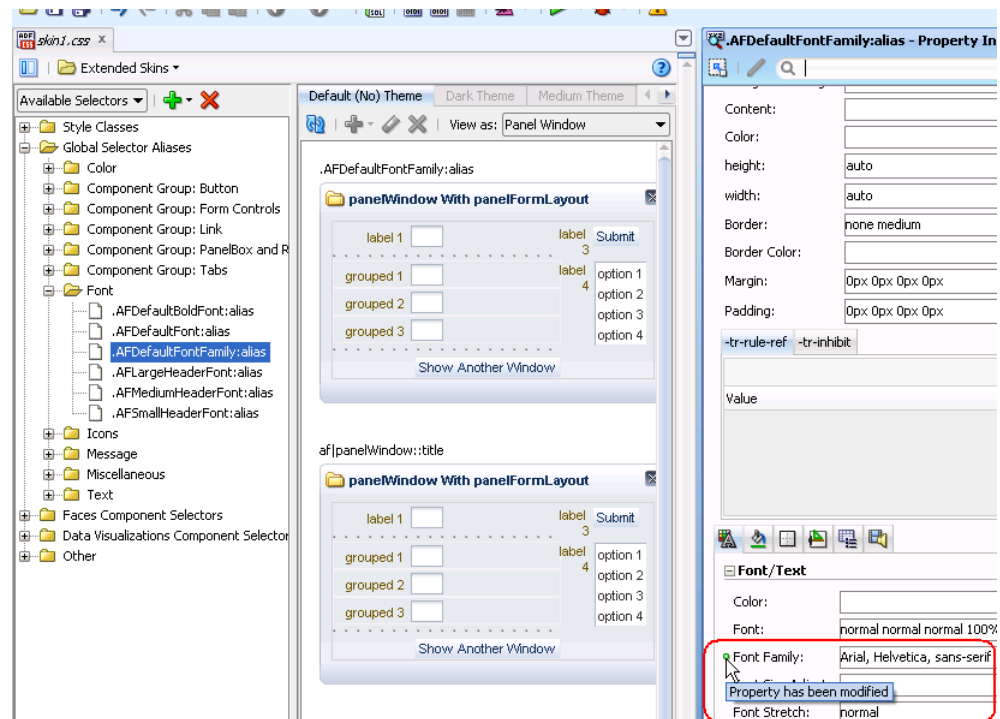 skin1.css x
Extended Skins
Available Selectors
Style Classes
Global Selector Aliases
Color
Component Group: Button
Component Group: Form Controls
Component Group: Link
Component Group: PanelBox and R
Component Group: Tabs
Font
.AFDefaultBoldFont:alias
.AFDefaultFont:alias
.AFDefaultFontFamily:alias
.AFLargeHeaderFont:alias
.AFMediumHeaderFont:alias
.AFSmallHeaderFont:alias
Icons
Message
Miscellaneous
Text
Faces Component Selectors
Data Visualizations Component Selector
Other
Default (No) Theme Dark Theme Medium Theme
View as: Panel Window
.AFDefaultFontFamily:alias
panelWindow With panelFormLayout
label 1
label 3
Submit
grouped 1
grouped 2
grouped 3
label 4
option 1
option 2
option 3
option 4
Show Another Window
af|panelWindow::title
panelWindow With panelFormLayout
label 1
label 3
Submit
grouped 1
grouped 2
grouped 3
label 4
option 1
option 2
option 3
option 4
Show Another Window
.AFDefaultFontFamily:alias - Property In
Content:
Color:
height: auto
width: auto
Border: none medium
Border Color:
Margin: 0px 0px 0px 0px
Padding: 0px 0px 0px 0px
-tr-rule-ref -tr-inhibit
Value
Font/Text
Color:
Font: normal normal normal 100%
Font Family: Arial, Helvetica, sans-serif
Property has been modified
Font Stretch: normal